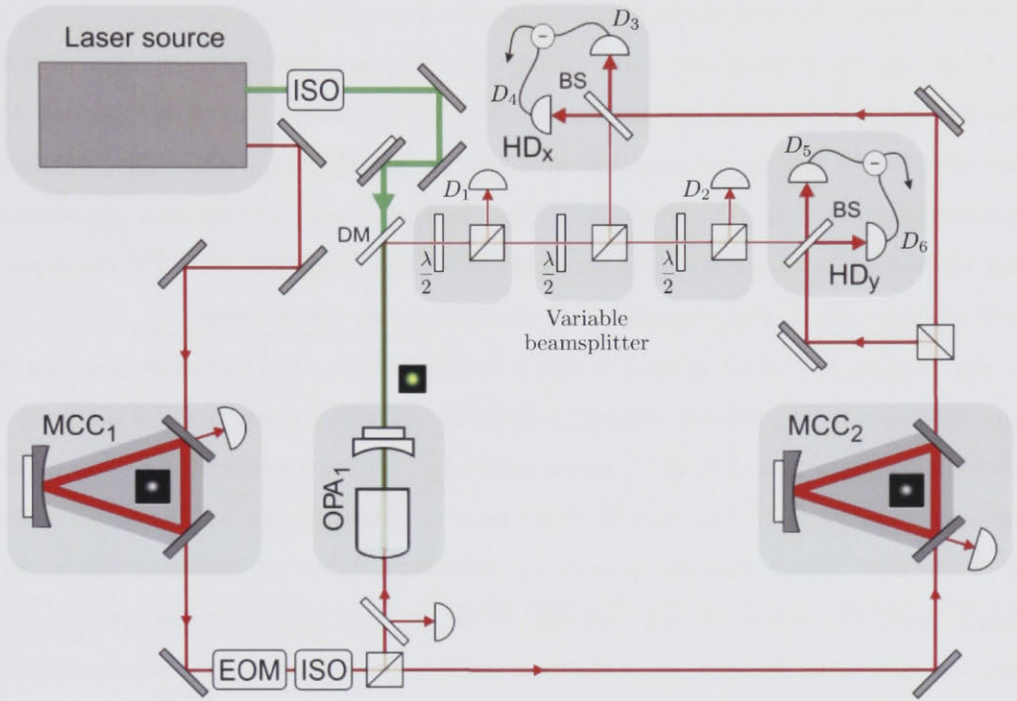 Laser source
ISO
DM
D₁
D₂
D₃
D₄
BS
HDₓ
D₅
BS
D₆
HDᵧ
λ/2
λ/2
λ/2
Variable
beamsplitter
MCC₁
OPA₁
MCC₂
EOM
ISO
−
−